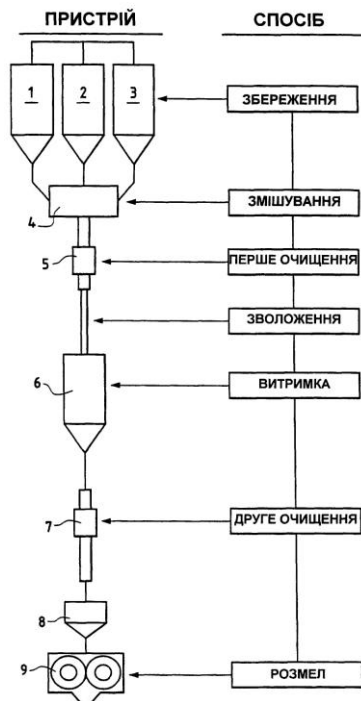 ПРИСТРІЙ СПОСІБ
1 2 3 ЗБЕРЕЖЕННЯ
4 ЗМІШУВАННЯ
5 ПЕРШЕ ОЧИЩЕННЯ
ЗВОЛОЖЕННЯ
6 ВИТРИМКА
7 ДРУГЕ ОЧИЩЕННЯ
8
9 РОЗМЕЛ